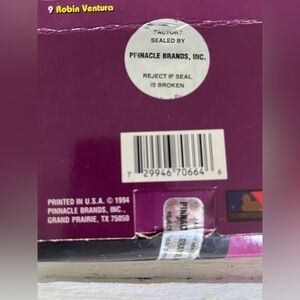 9 Robin Ventura
FACTORY
SEALED BY
PINNACLE BRANDS, INC.
REJECT IF SEAL
IS BROKEN
7 29946 70664 6
PRINTED IN U.S.A. © 1994
PINNACLE BRANDS, INC.,
GRAND PRAIRIE, TX 75050